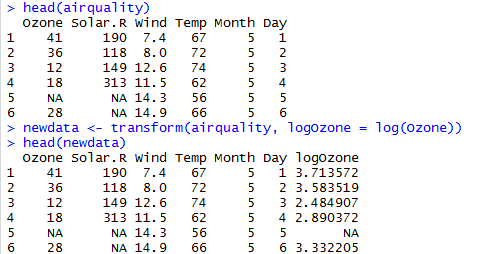 > head(airquality)
  Ozone Solar.R Wind Temp Month Day
1    41     190  7.4   67     5   1
2    36     118  8.0   72     5   2
3    12     149 12.6   74     5   3
4    18     313 11.5   62     5   4
5    NA      NA 14.3   56     5   5
6    28      NA 14.9   66     5   6
> newdata <- transform(airquality, logOzone = log(Ozone))
> head(newdata)
  Ozone Solar.R Wind Temp Month Day logOzone
1    41     190  7.4   67     5   1 3.713572
2    36     118  8.0   72     5   2 3.583519
3    12     149 12.6   74     5   3 2.484907
4    18     313 11.5   62     5   4 2.890372
5    NA      NA 14.3   56     5   5       NA
6    28      NA 14.9   66     5   6 3.332205